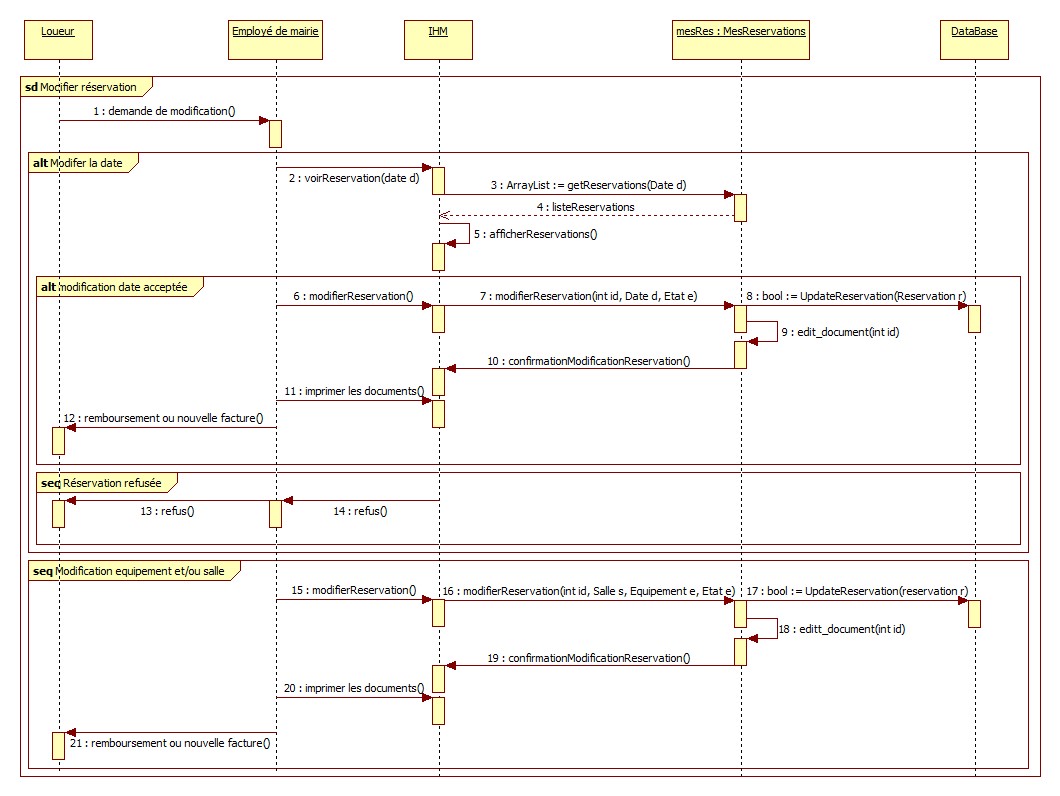 Loueur
Employé de mairie
IHM
mesRes : MesReservations
DataBase
sd Modifier réservation
1 : demande de modification()
alt Modifer la date
2 : voirReservation(date d)
3 : ArrayList := getReservations(Date d)
4 : listeReservations
5 : afficherReservations()
alt modification date acceptée
6 : modifierReservation()
7 : modifierReservation(int id, Date d, Etat e)
8 : bool := UpdateReservation(Reservation r)
9 : edit_document(int id)
10 : confirmationModificationReservation()
11 : imprimer les documents()
12 : remboursement ou nouvelle facture()
seq Réservation refusée
13 : refus()
14 : refus()
seq Modification equipement et/ou salle
15 : modifierReservation()
16 : modifierReservation(int id, Salle s, Equipement e, Etat e)
17 : bool := UpdateReservation(reservation r)
18 : editt_document(int id)
19 : confirmationModificationReservation()
20 : imprimer les documents()
21 : remboursement ou nouvelle facture()